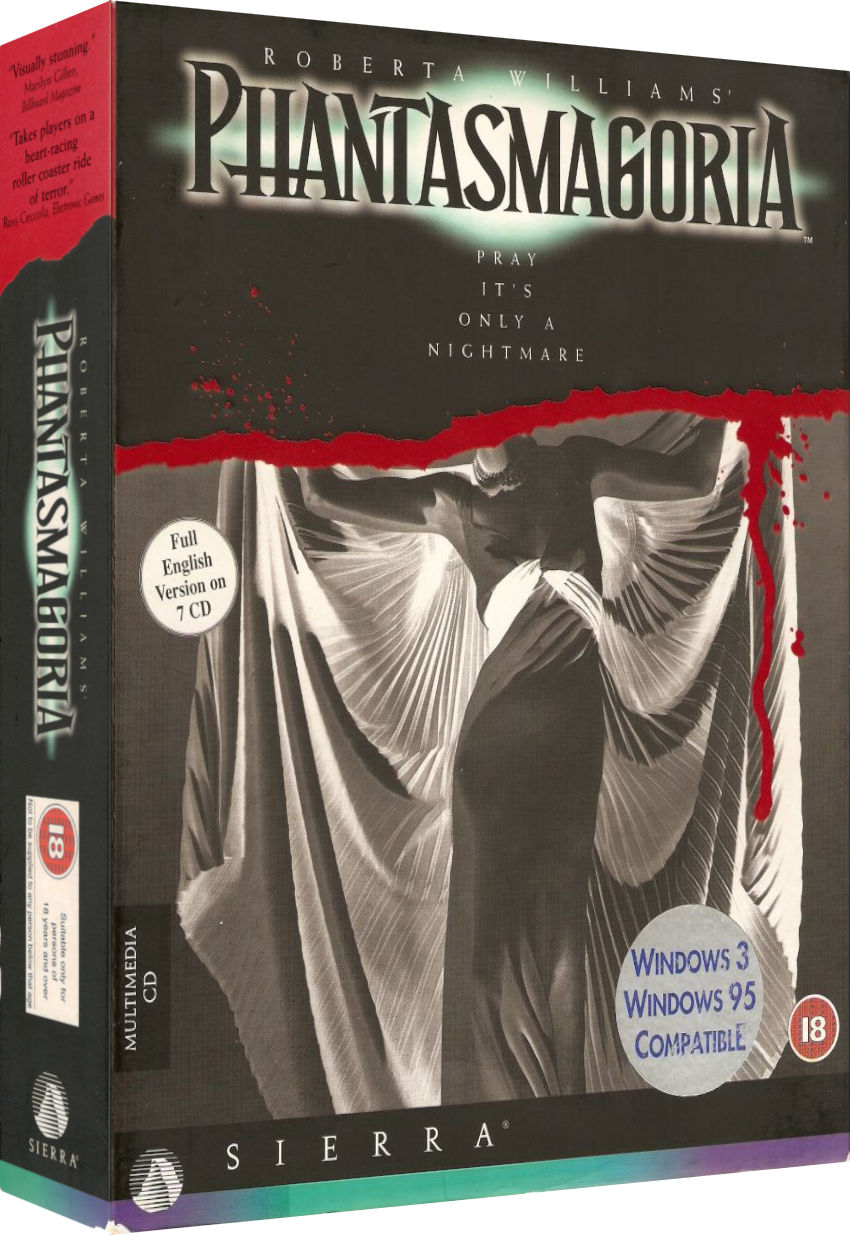 "Visually stunning."
Marilyn Gillen,
Billboard Magazine
"Takes players on a
heart-racing
roller coaster ride
of terror."
Russ Ceccola, Electronic Games
ROBERTA WILLIAMS'
PHANTASMAGORIA
18
Suitable only for
persons of
18 years and over
Not to be supplied to any person below that age
SIERRA®
ROBERTA WILLIAMS'
PHANTASMAGORIA™
PRAY
IT'S
ONLY A
NIGHTMARE
Full
English
Version on
7 CD
MULTIMEDIA
CD
WINDOWS 3
WINDOWS 95
COMPATIBLE
18
SIERRA®